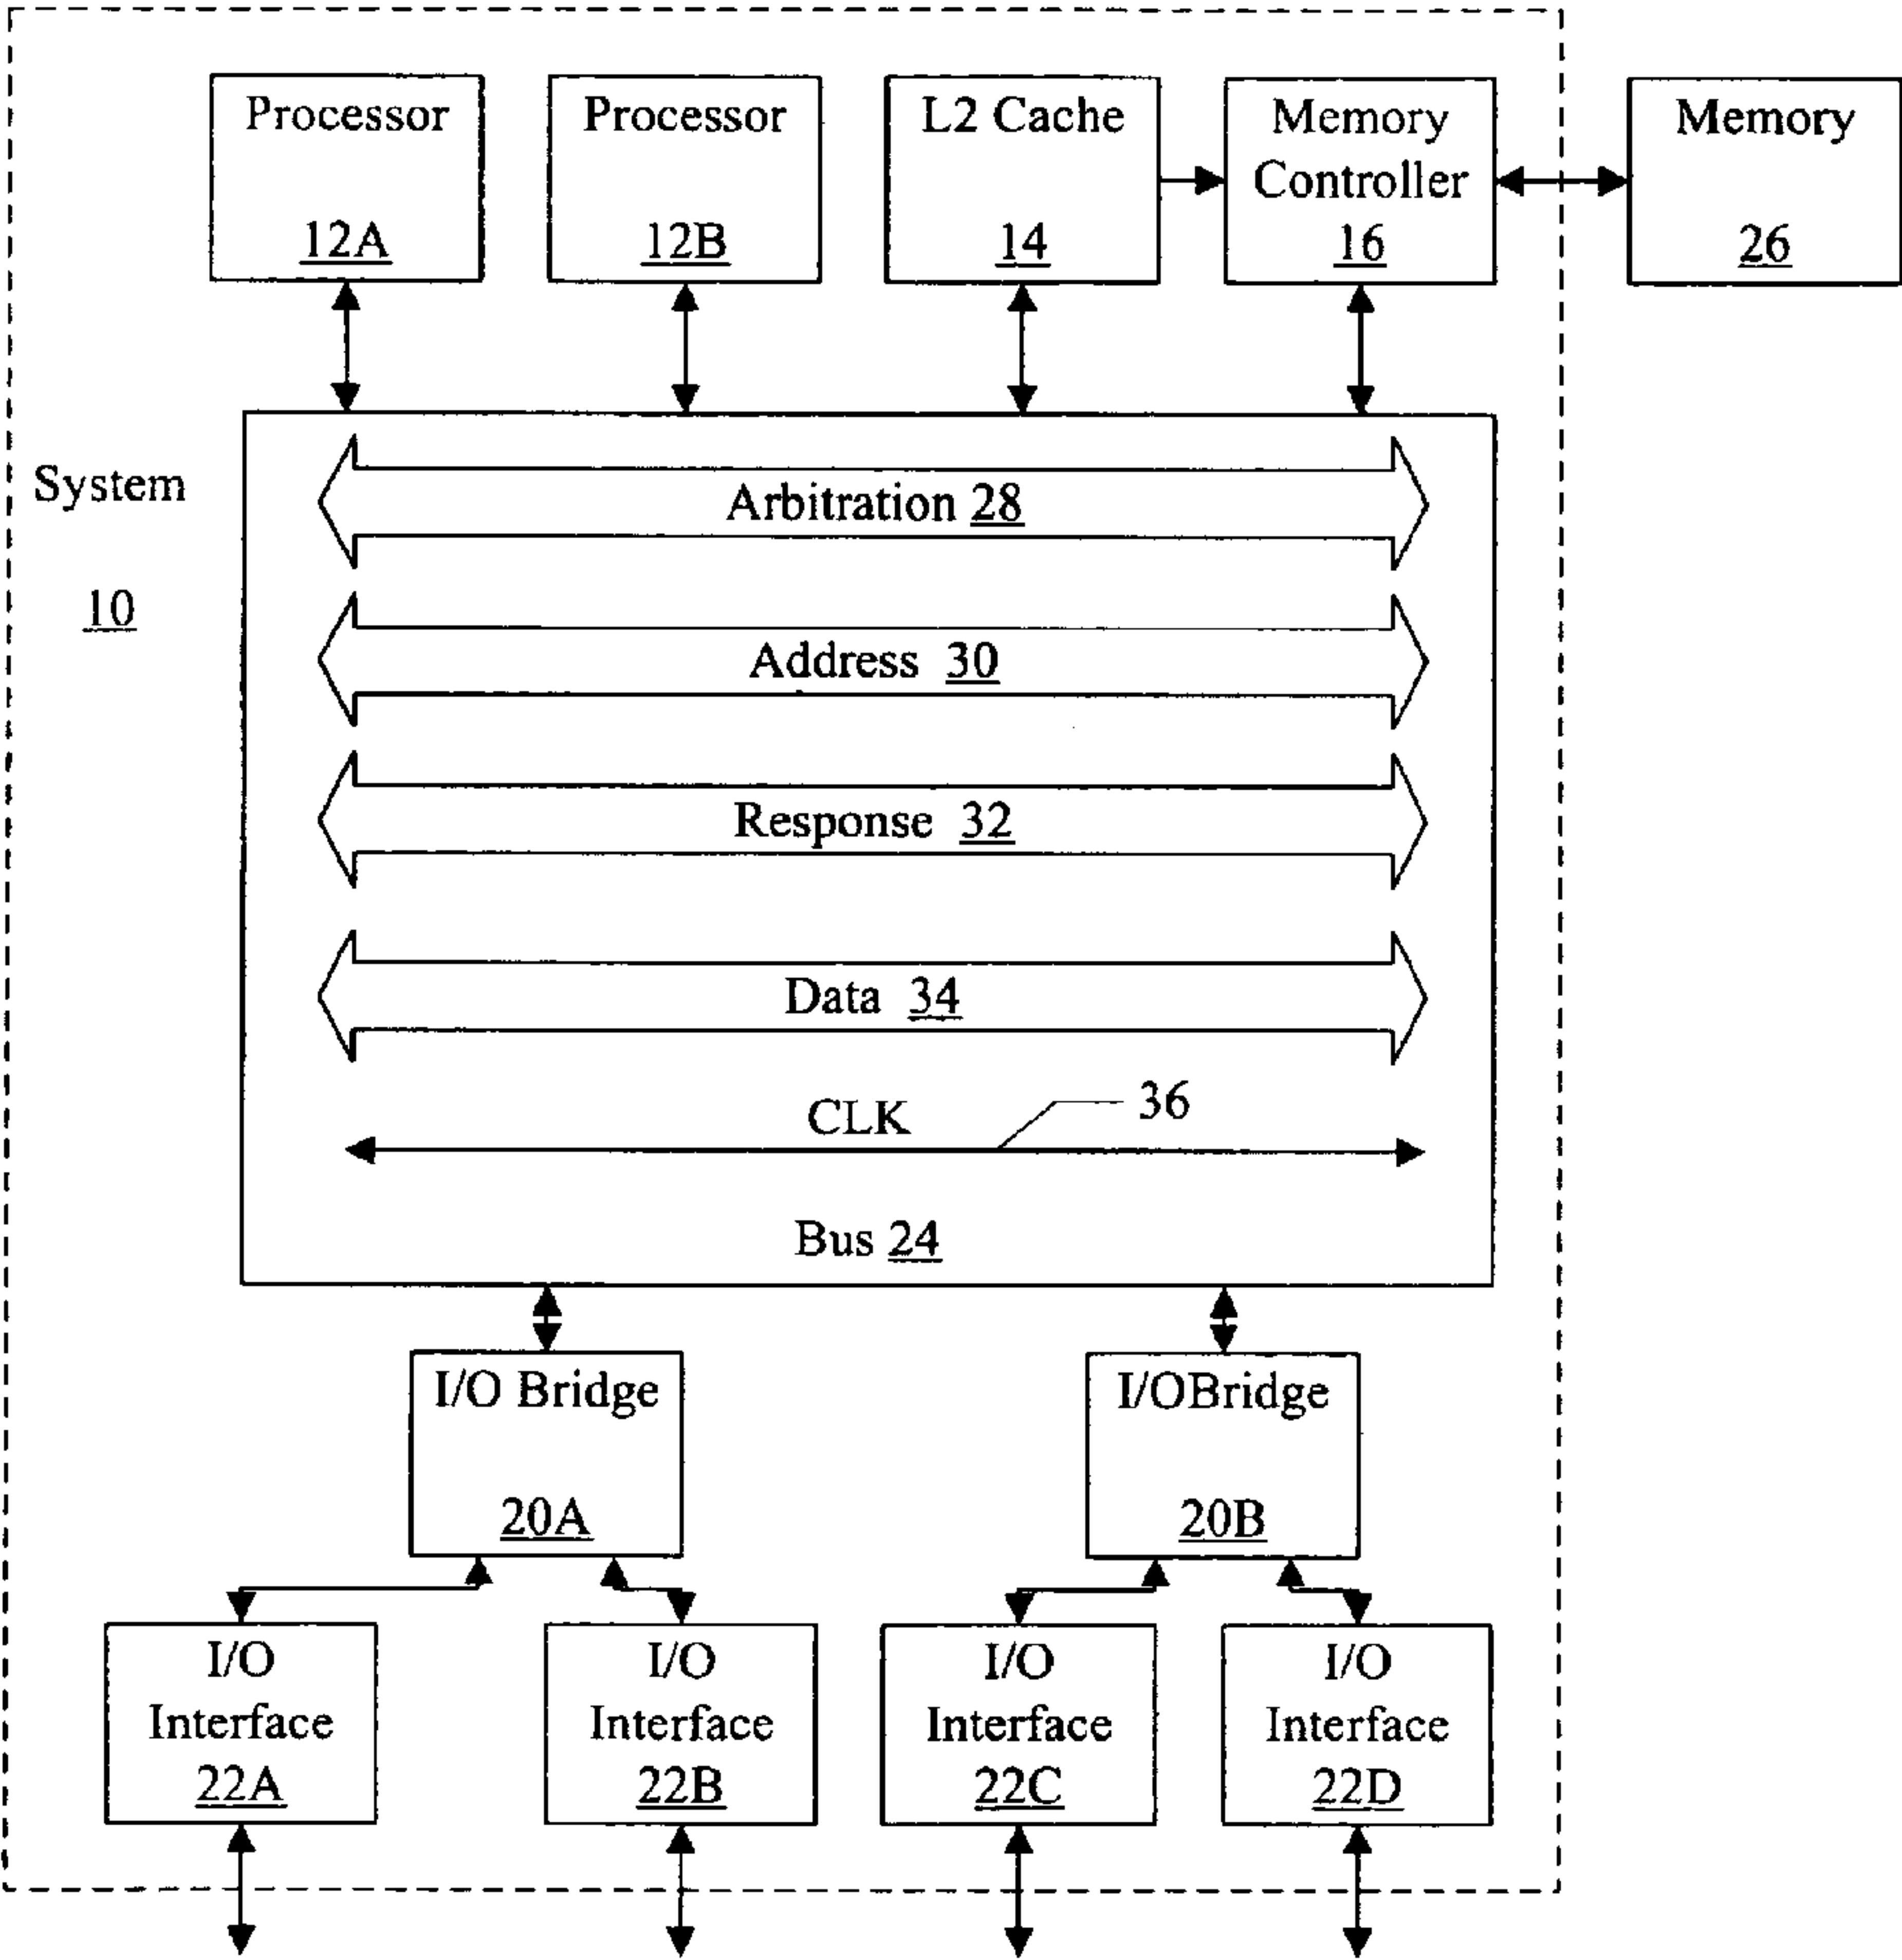 Processor
12A
Processor
12B
L2 Cache
14
Memory
Controller
16
Memory
26
System
10
Arbitration 28
Address 30
Response 32
Data 34
CLK
36
Bus 24
I/O Bridge
20A
I/OBridge
20B
I/O
Interface
22A
I/O
Interface
22B
I/O
Interface
22C
I/O
Interface
22D